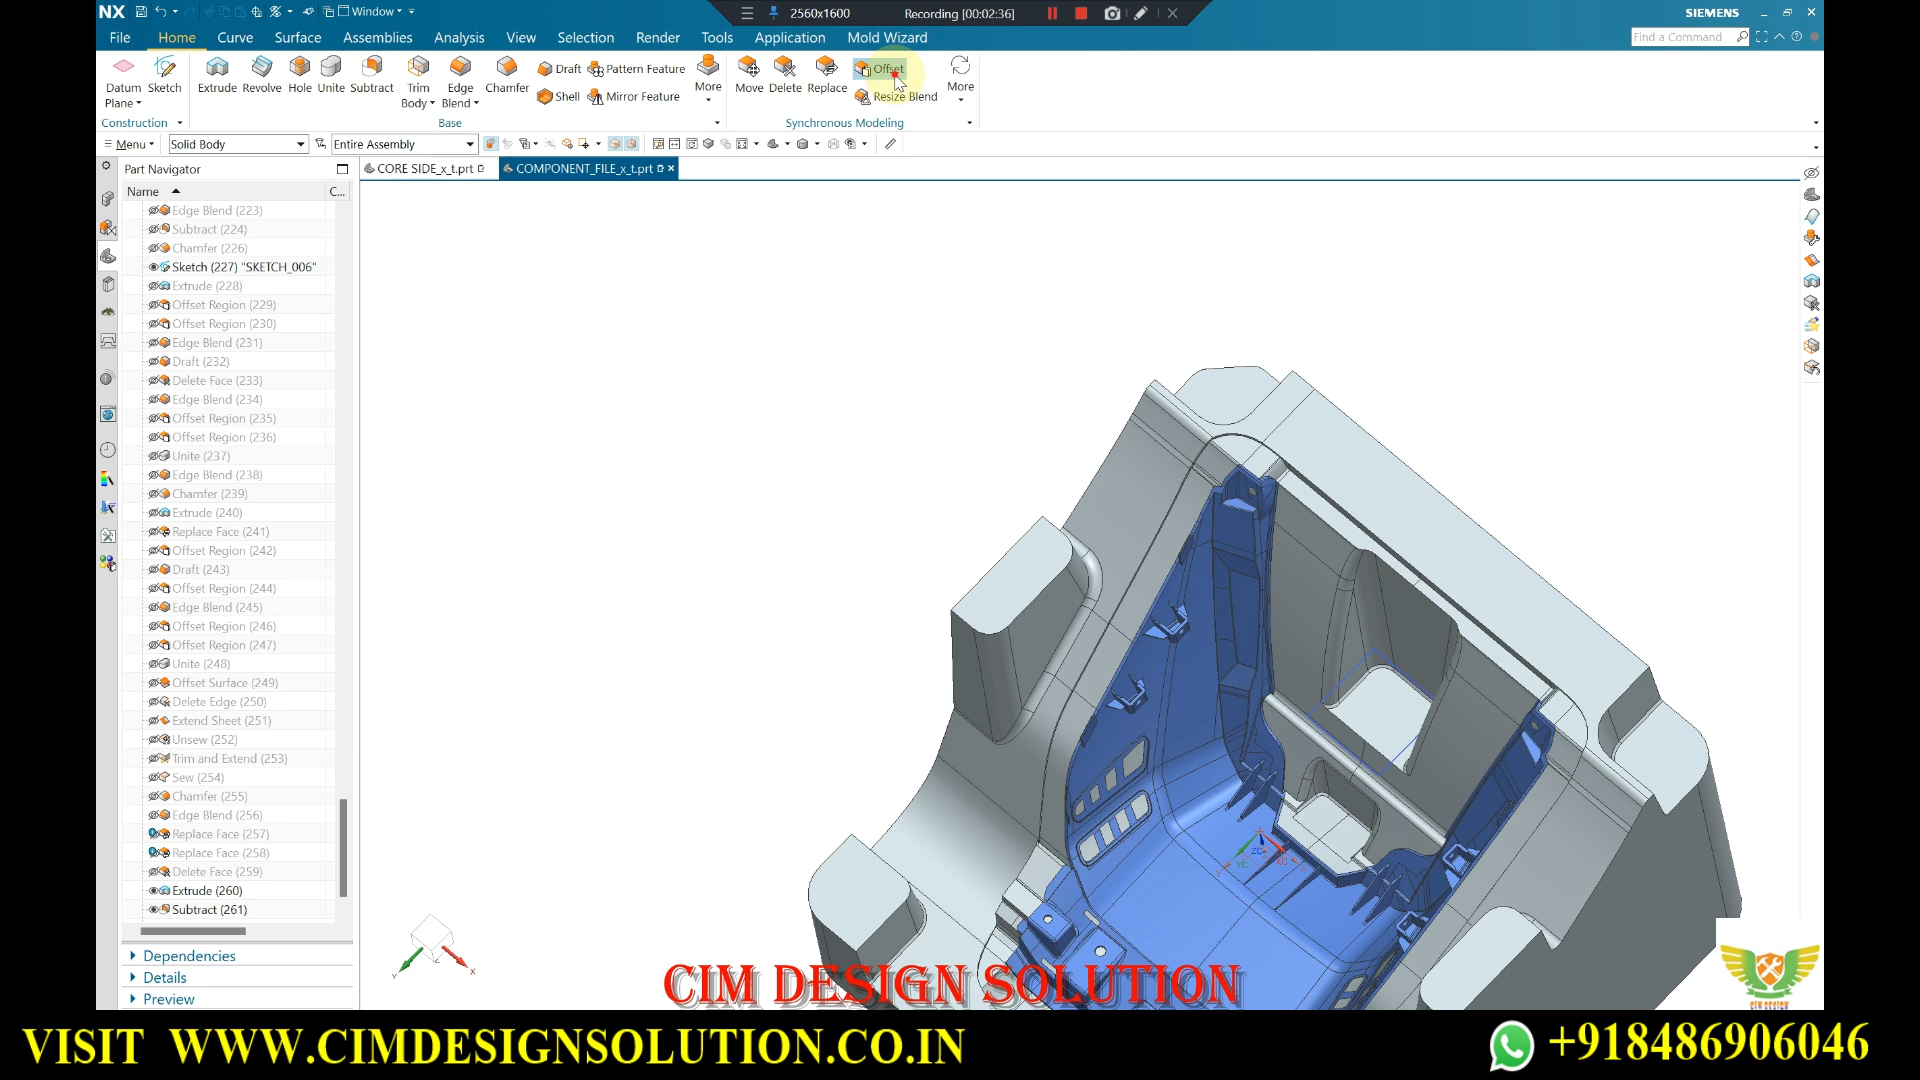 NX
Window
2560x1600
Recording [00:02:36]
SIEMENS
File Home Curve Surface Assemblies Analysis View Selection Render Tools Application Mold Wizard
Find a Command
Datum Plane Sketch
Extrude Revolve Hole Unite Subtract Trim Body Edge Blend Chamfer
Draft Pattern Feature
Shell Mirror Feature
More
Move Delete Replace
Offset
Resize Blend
More
Construction Base Synchronous Modeling
Menu Solid Body Entire Assembly
Part Navigator
CORE SIDE_x_t.prt
COMPONENT_FILE_x_t.prt
Name C...
Edge Blend (223)
Subtract (224)
Chamfer (226)
Sketch (227) "SKETCH_006"
Extrude (228)
Offset Region (229)
Offset Region (230)
Edge Blend (231)
Draft (232)
Delete Face (233)
Edge Blend (234)
Offset Region (235)
Offset Region (236)
Unite (237)
Edge Blend (238)
Chamfer (239)
Extrude (240)
Replace Face (241)
Offset Region (242)
Draft (243)
Offset Region (244)
Edge Blend (245)
Offset Region (246)
Offset Region (247)
Unite (248)
Offset Surface (249)
Delete Edge (250)
Extend Sheet (251)
Unsew (252)
Trim and Extend (253)
Sew (254)
Chamfer (255)
Edge Blend (256)
Replace Face (257)
Replace Face (258)
Delete Face (259)
Extrude (260)
Subtract (261)
Dependencies
Details
Preview
CIM DESIGN SOLUTION
CIM DESIGN
VISIT WWW.CIMDESIGNSOLUTION.CO.IN
+918486906046